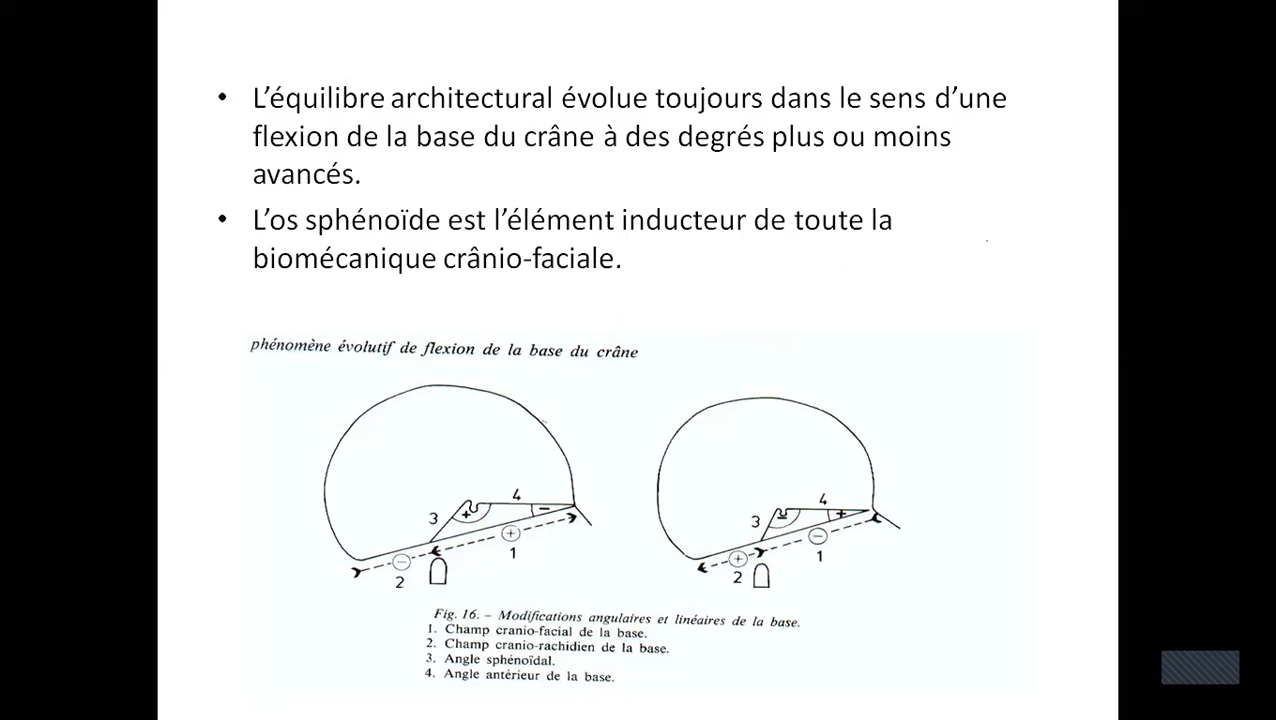 • L’équilibre architectural évolue toujours dans le sens d’une
flexion de la base du crâne à des degrés plus ou moins
avancés.
• L’os sphénoïde est l’élément inducteur de toute la
biomécanique crânio-faciale.
phénomène évolutif de flexion de la base du crâne
4
3 + −
+
1
−
2
4
3 − +
−
1
+
2
Fig. 16. – Modifications angulaires et linéaires de la base.
1. Champ cranio-facial de la base.
2. Champ cranio-rachidien de la base.
3. Angle sphénoïdal.
4. Angle antérieur de la base.